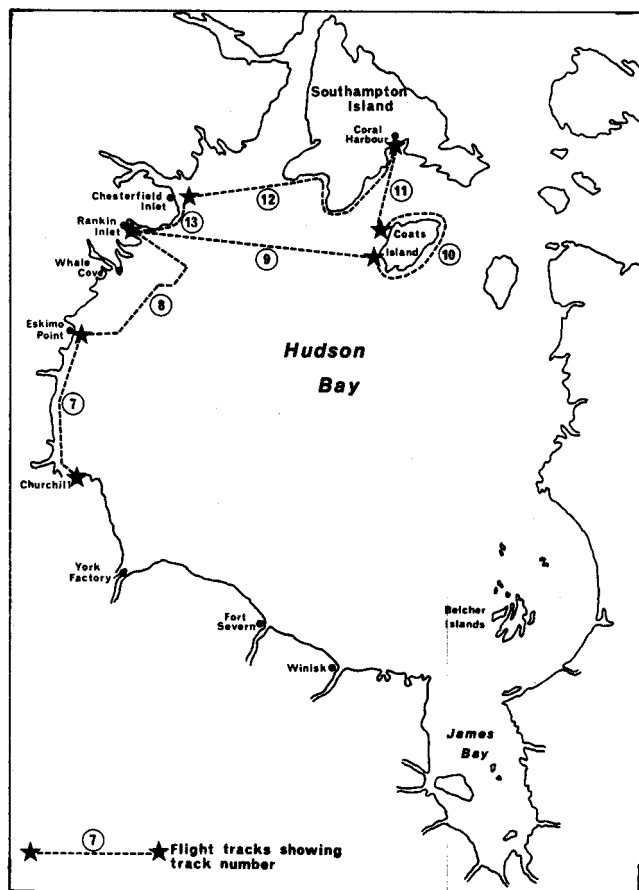 Southampton
Island
Coral
Harbour
Chesterfield
Inlet
12
11
13
Rankin
Inlet
Coats
Island
10
9
Whale
Cove
8
Eskimo
Point
Hudson
Bay
7
Churchill
York
Factory
Fort
Severn
Belcher
Islands
Winisk
James
Bay
7
Flight tracks showing
track number